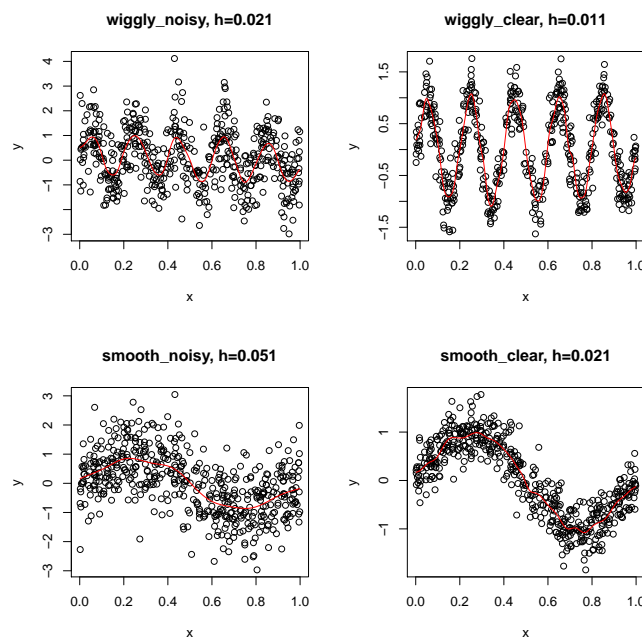 wiggly_noisy, h=0.021
y
4
3
2
1
0
−1
−3
0.0 0.2 0.4 0.6 0.8 1.0
x
wiggly_clear, h=0.011
y
1.5
0.5
−0.5
−1.5
0.0 0.2 0.4 0.6 0.8 1.0
x
smooth_noisy, h=0.051
y
3
2
1
0
−1
−2
−3
0.0 0.2 0.4 0.6 0.8 1.0
x
smooth_clear, h=0.021
y
1
0
−1
0.0 0.2 0.4 0.6 0.8 1.0
x